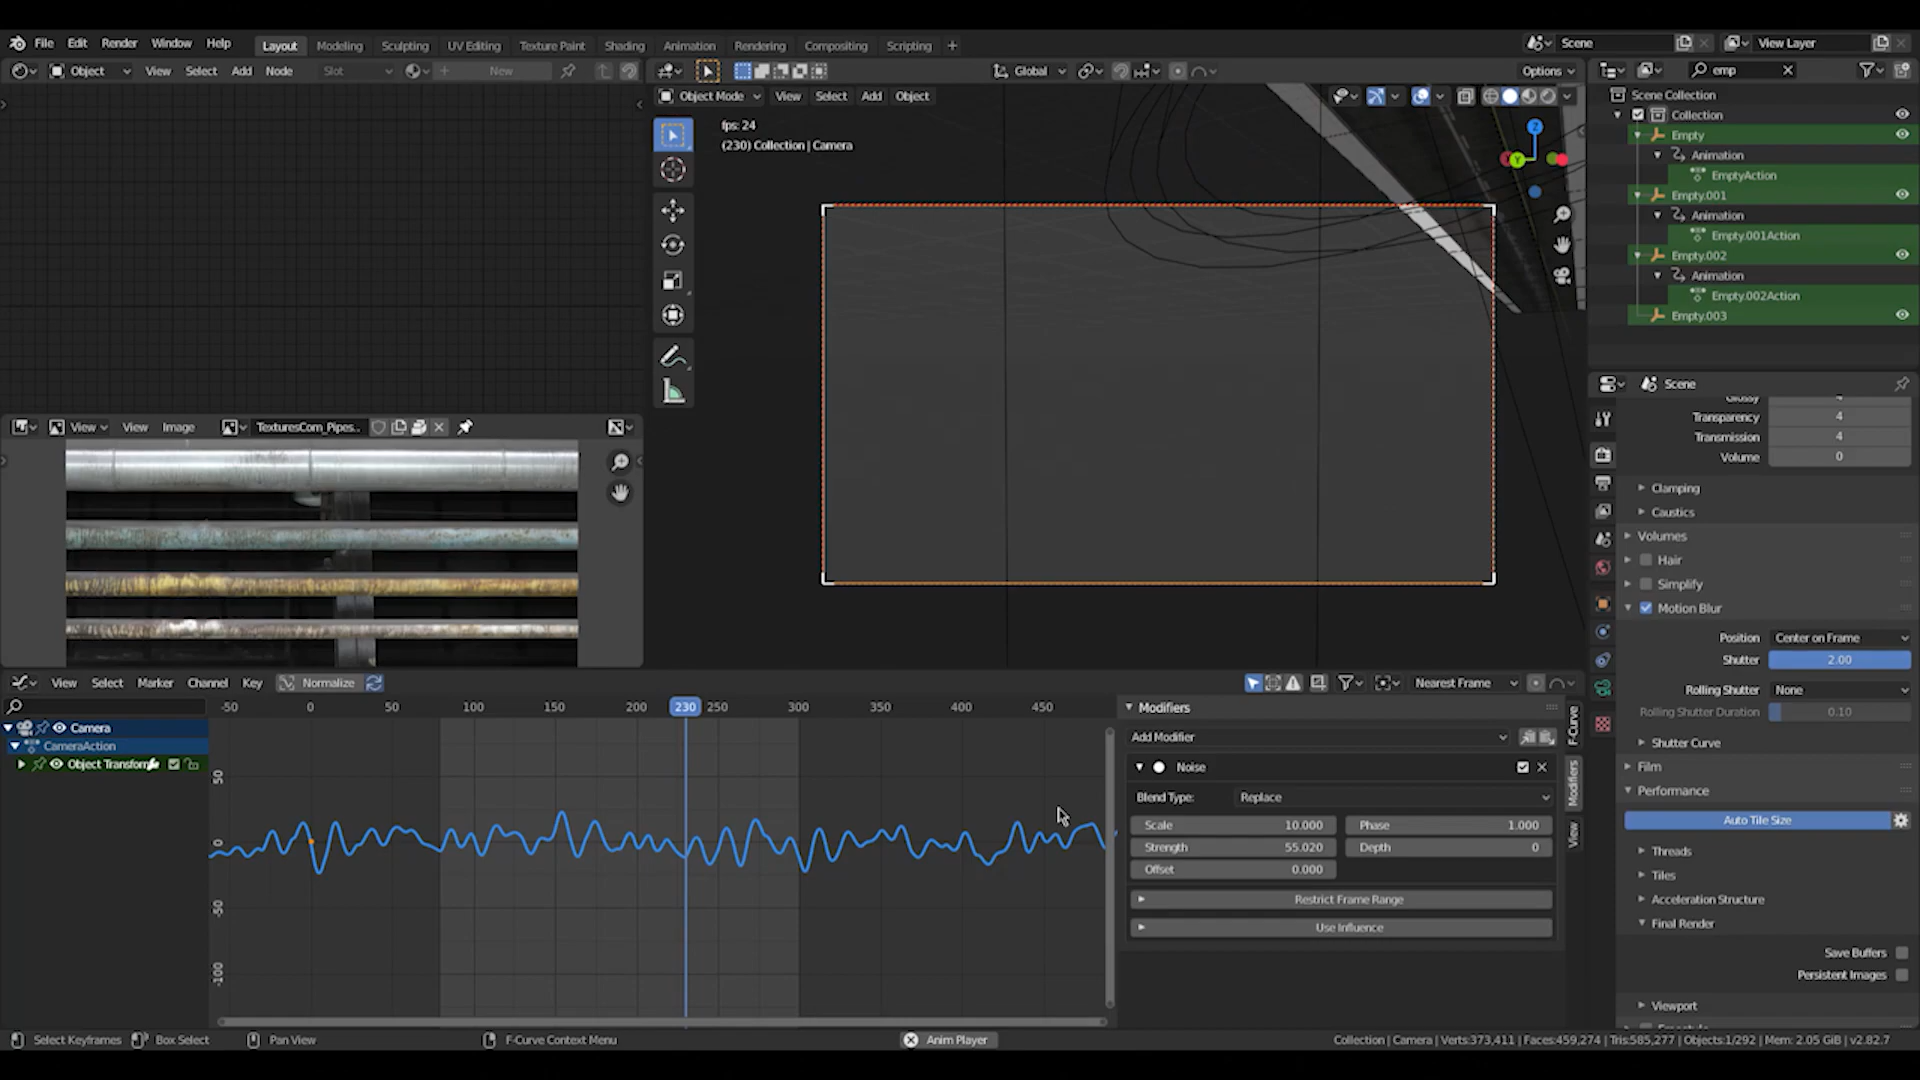 File Edit Render Window Help Layout Modeling Sculpting UV Editing Texture Paint Shading Animation Rendering Compositing Scripting + Scene View Layer
Object View Select Add Node Slot New Global Options emp
Object Mode View Select Add Object
fps: 24
(230) Collection | Camera
Z
Y
Scene Collection
Collection
Empty
Animation
EmptyAction
Empty.001
Animation
Empty.001Action
Empty.002
Animation
Empty.002Action
Empty.003
Scene
Glossy 4
Transparency 4
Transmission 4
Volume 0
Clamping
Caustics
Volumes
Hair
Simplify
Motion Blur
Position Center on Frame
Shutter 2.00
Rolling Shutter None
Rolling Shutter Duration 0.10
Shutter Curve
Film
Performance
Auto Tile Size
Threads
Tiles
Acceleration Structure
Final Render
Save Buffers
Persistent Images
Viewport
View View Image TexturesCom_Pipes..
View Select Marker Channel Key Normalize Nearest Frame
-50 0 50 100 150 200 230 250 300 350 400 450
Camera
CameraAction
Object Transform
50
0
-50
-100
Modifiers
Add Modifier
Noise
Blend Type: Replace
Scale 10.000 Phase 1.000
Strength 55.020 Depth 0
Offset 0.000
Restrict Frame Range
Use Influence
F-Curve
Modifiers
View
Select Keyframes Box Select Pan View F-Curve Context Menu Anim Player Collection | Camera | Verts:373,411 | Faces:459,274 | Tris:585,277 | Objects:1/292 | Mem: 2.05 GiB | v2.82.7